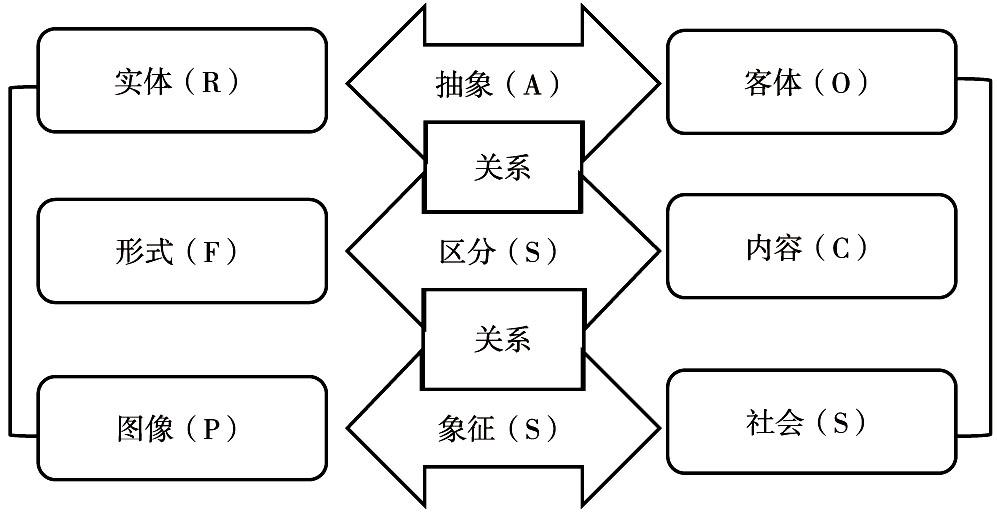 实体（R）
抽象（A）
客体（O）
关系
形式（F）
区分（S）
内容（C）
关系
图像（P）
象征（S）
社会（S）